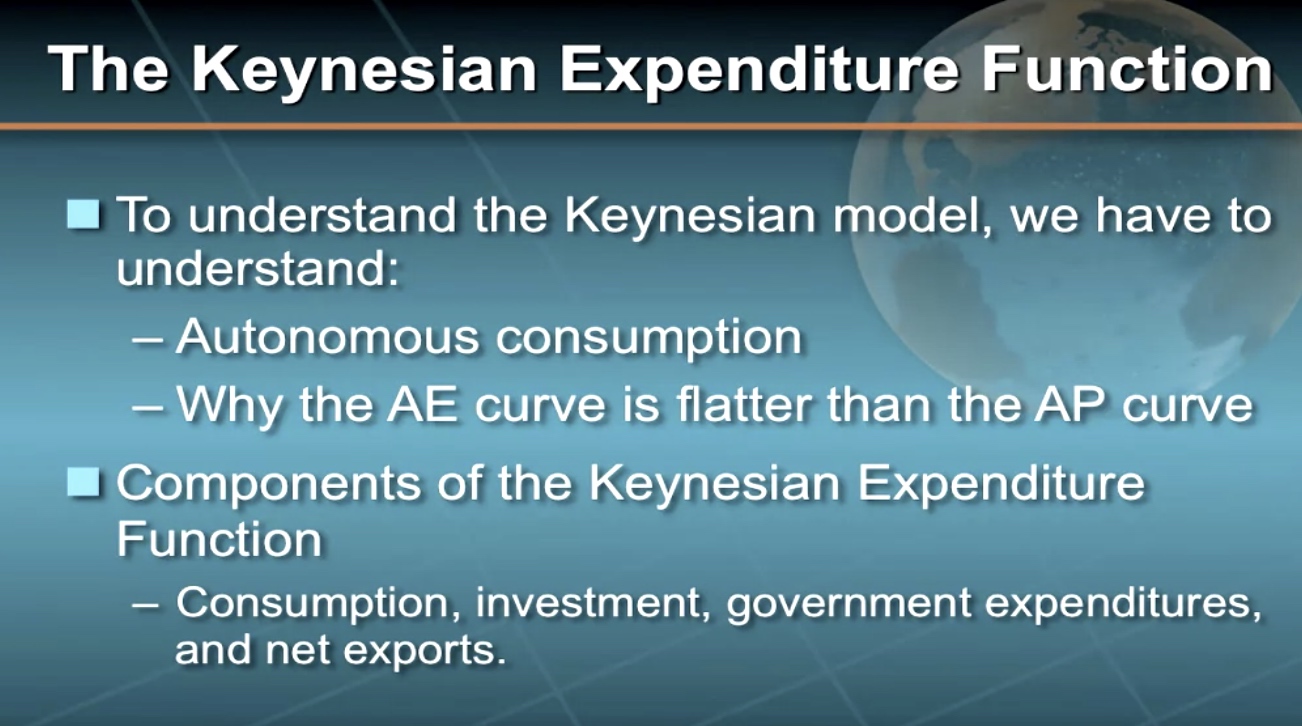 The Keynesian Expenditure Function
■ To understand the Keynesian model, we have to
understand:
– Autonomous consumption
– Why the AE curve is flatter than the AP curve
■ Components of the Keynesian Expenditure
Function
– Consumption, investment, government expenditures,
and net exports.